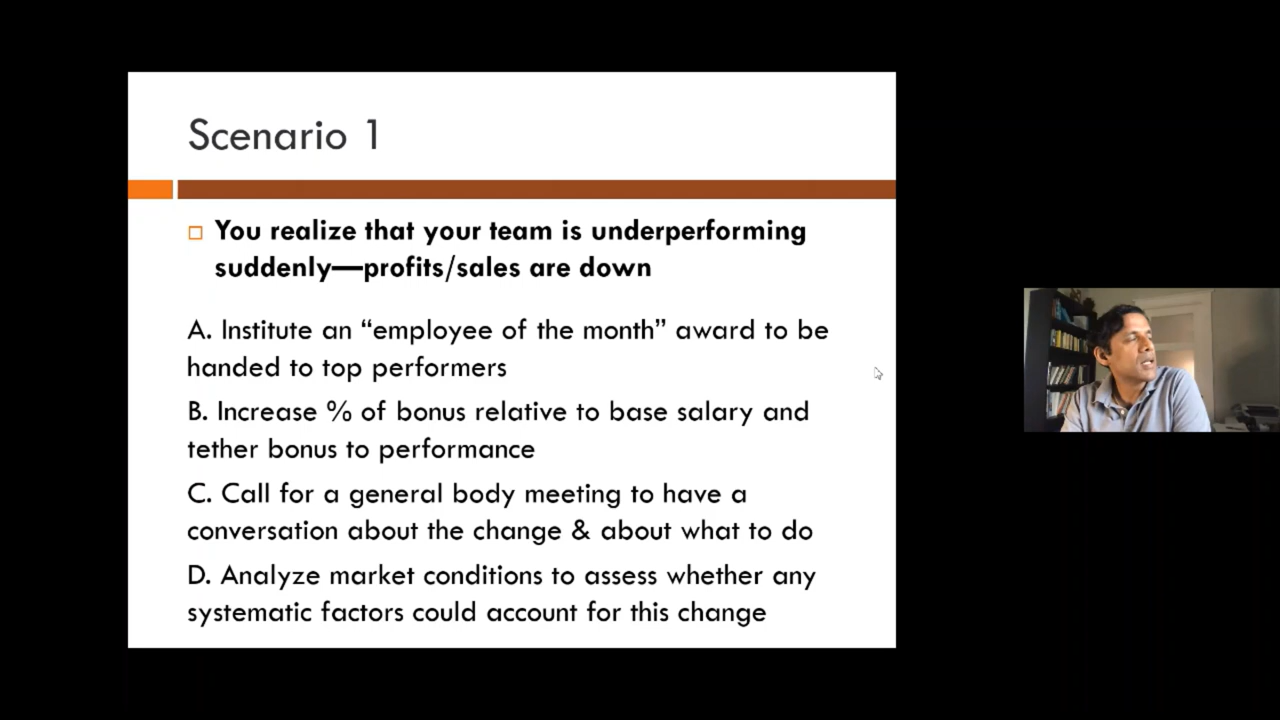 Scenario 1
You realize that your team is underperforming
suddenly—profits/sales are down
A. Institute an “employee of the month” award to be
handed to top performers
B. Increase % of bonus relative to base salary and
tether bonus to performance
C. Call for a general body meeting to have a
conversation about the change & about what to do
D. Analyze market conditions to assess whether any
systematic factors could account for this change